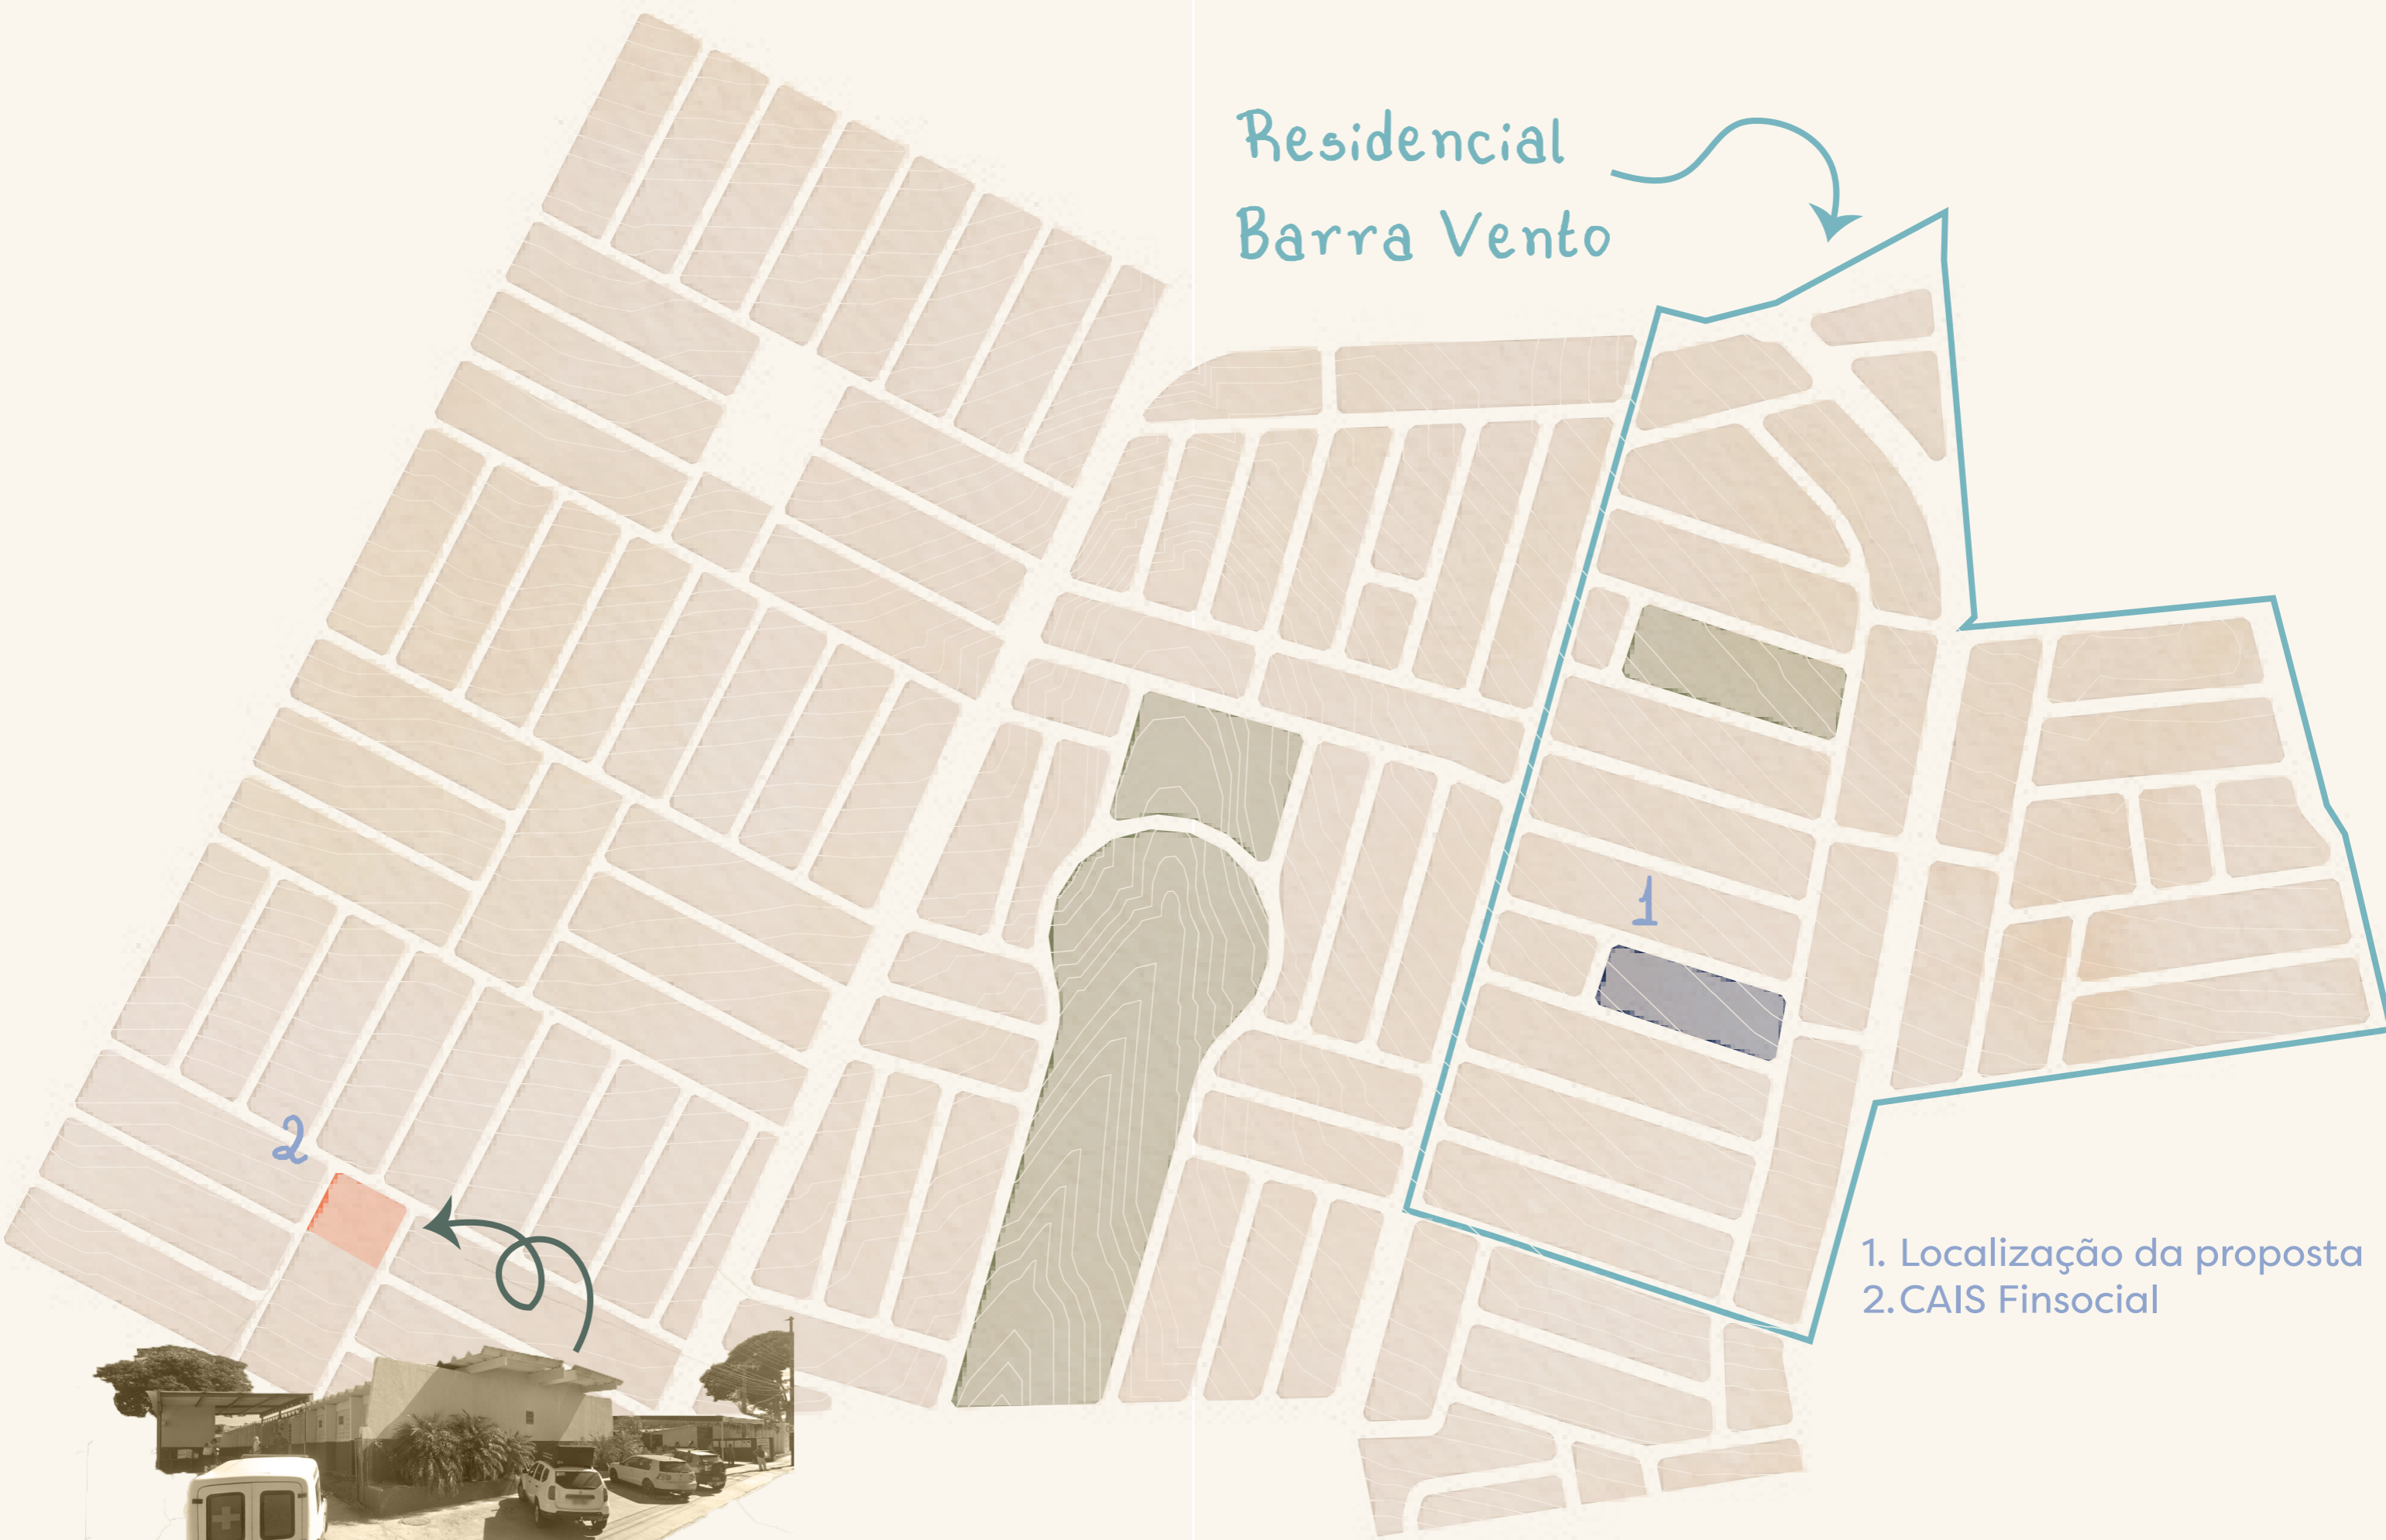 Residencial
Barra Vento
1
2
1. Localização da proposta
2. CAIS Finsocial